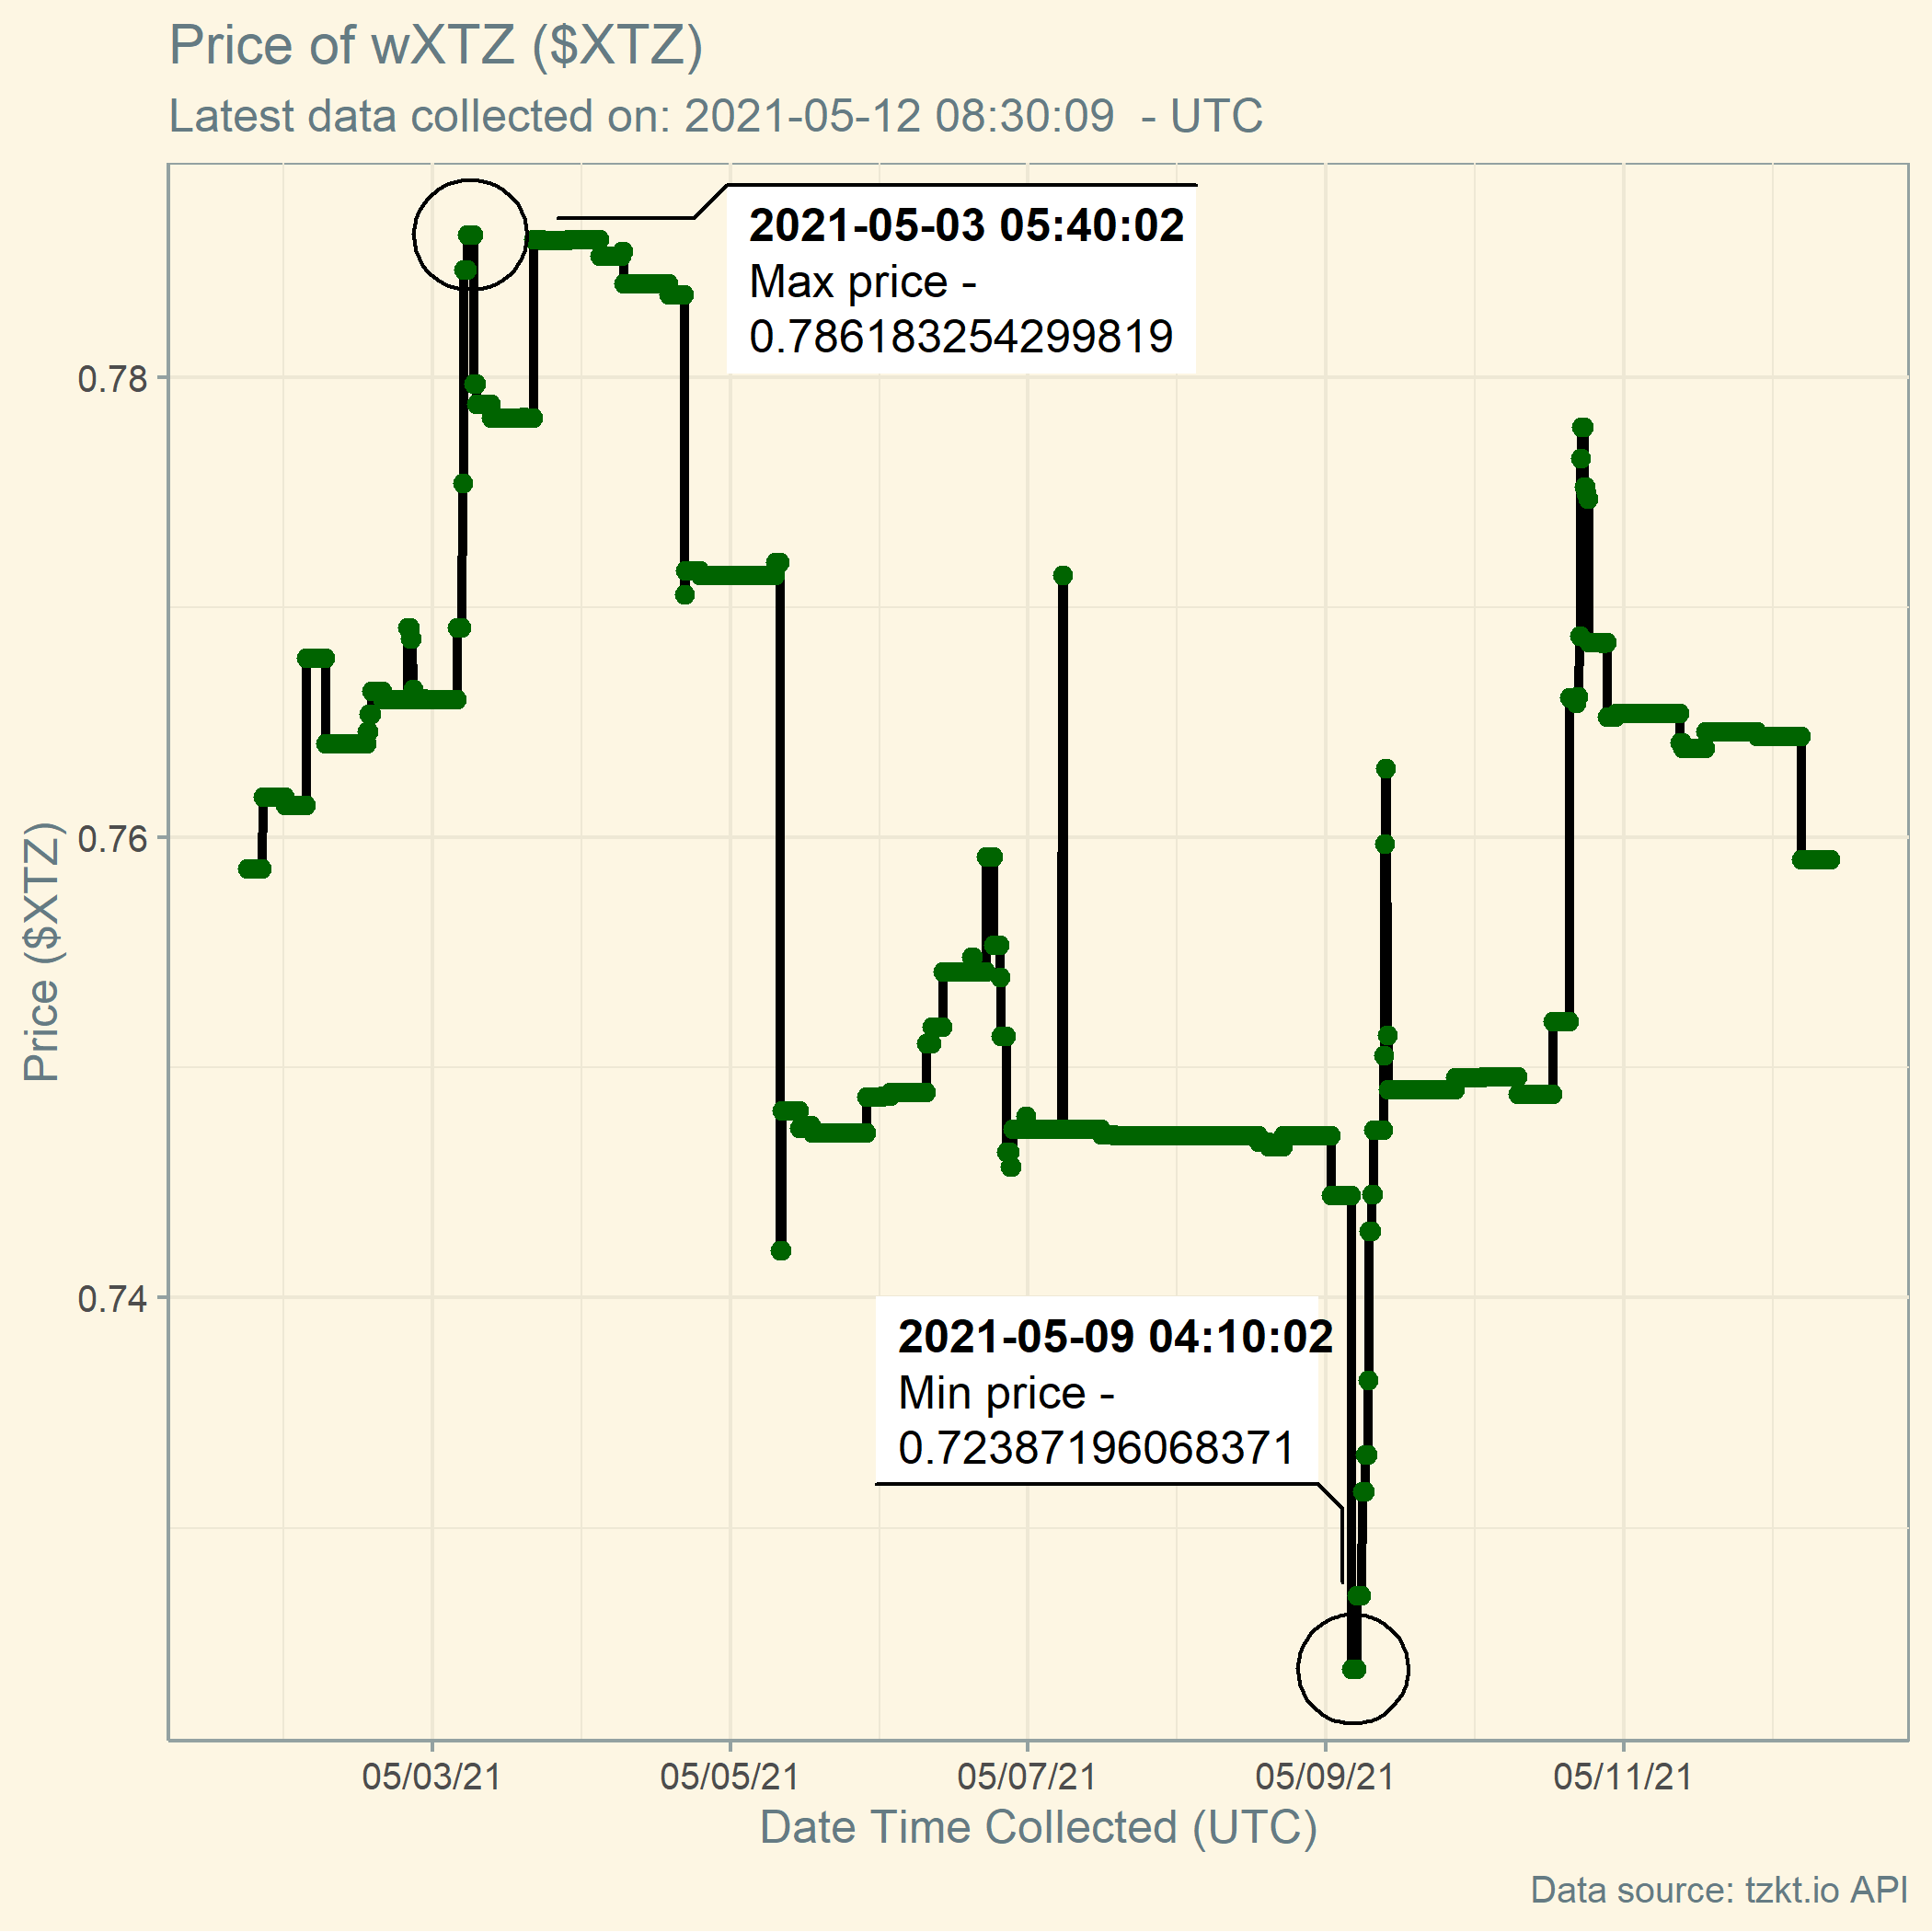 Price of wXTZ ($XTZ)
Latest data collected on: 2021-05-12 08:30:09  - UTC
2021-05-03 05:40:02
Max price -
0.786183254299819
0.78
0.76
0.74
Price ($XTZ)
2021-05-09 04:10:02
Min price -
0.72387196068371
05/03/21
05/05/21
05/07/21
05/09/21
05/11/21
Date Time Collected (UTC)
Data source: tzkt.io API